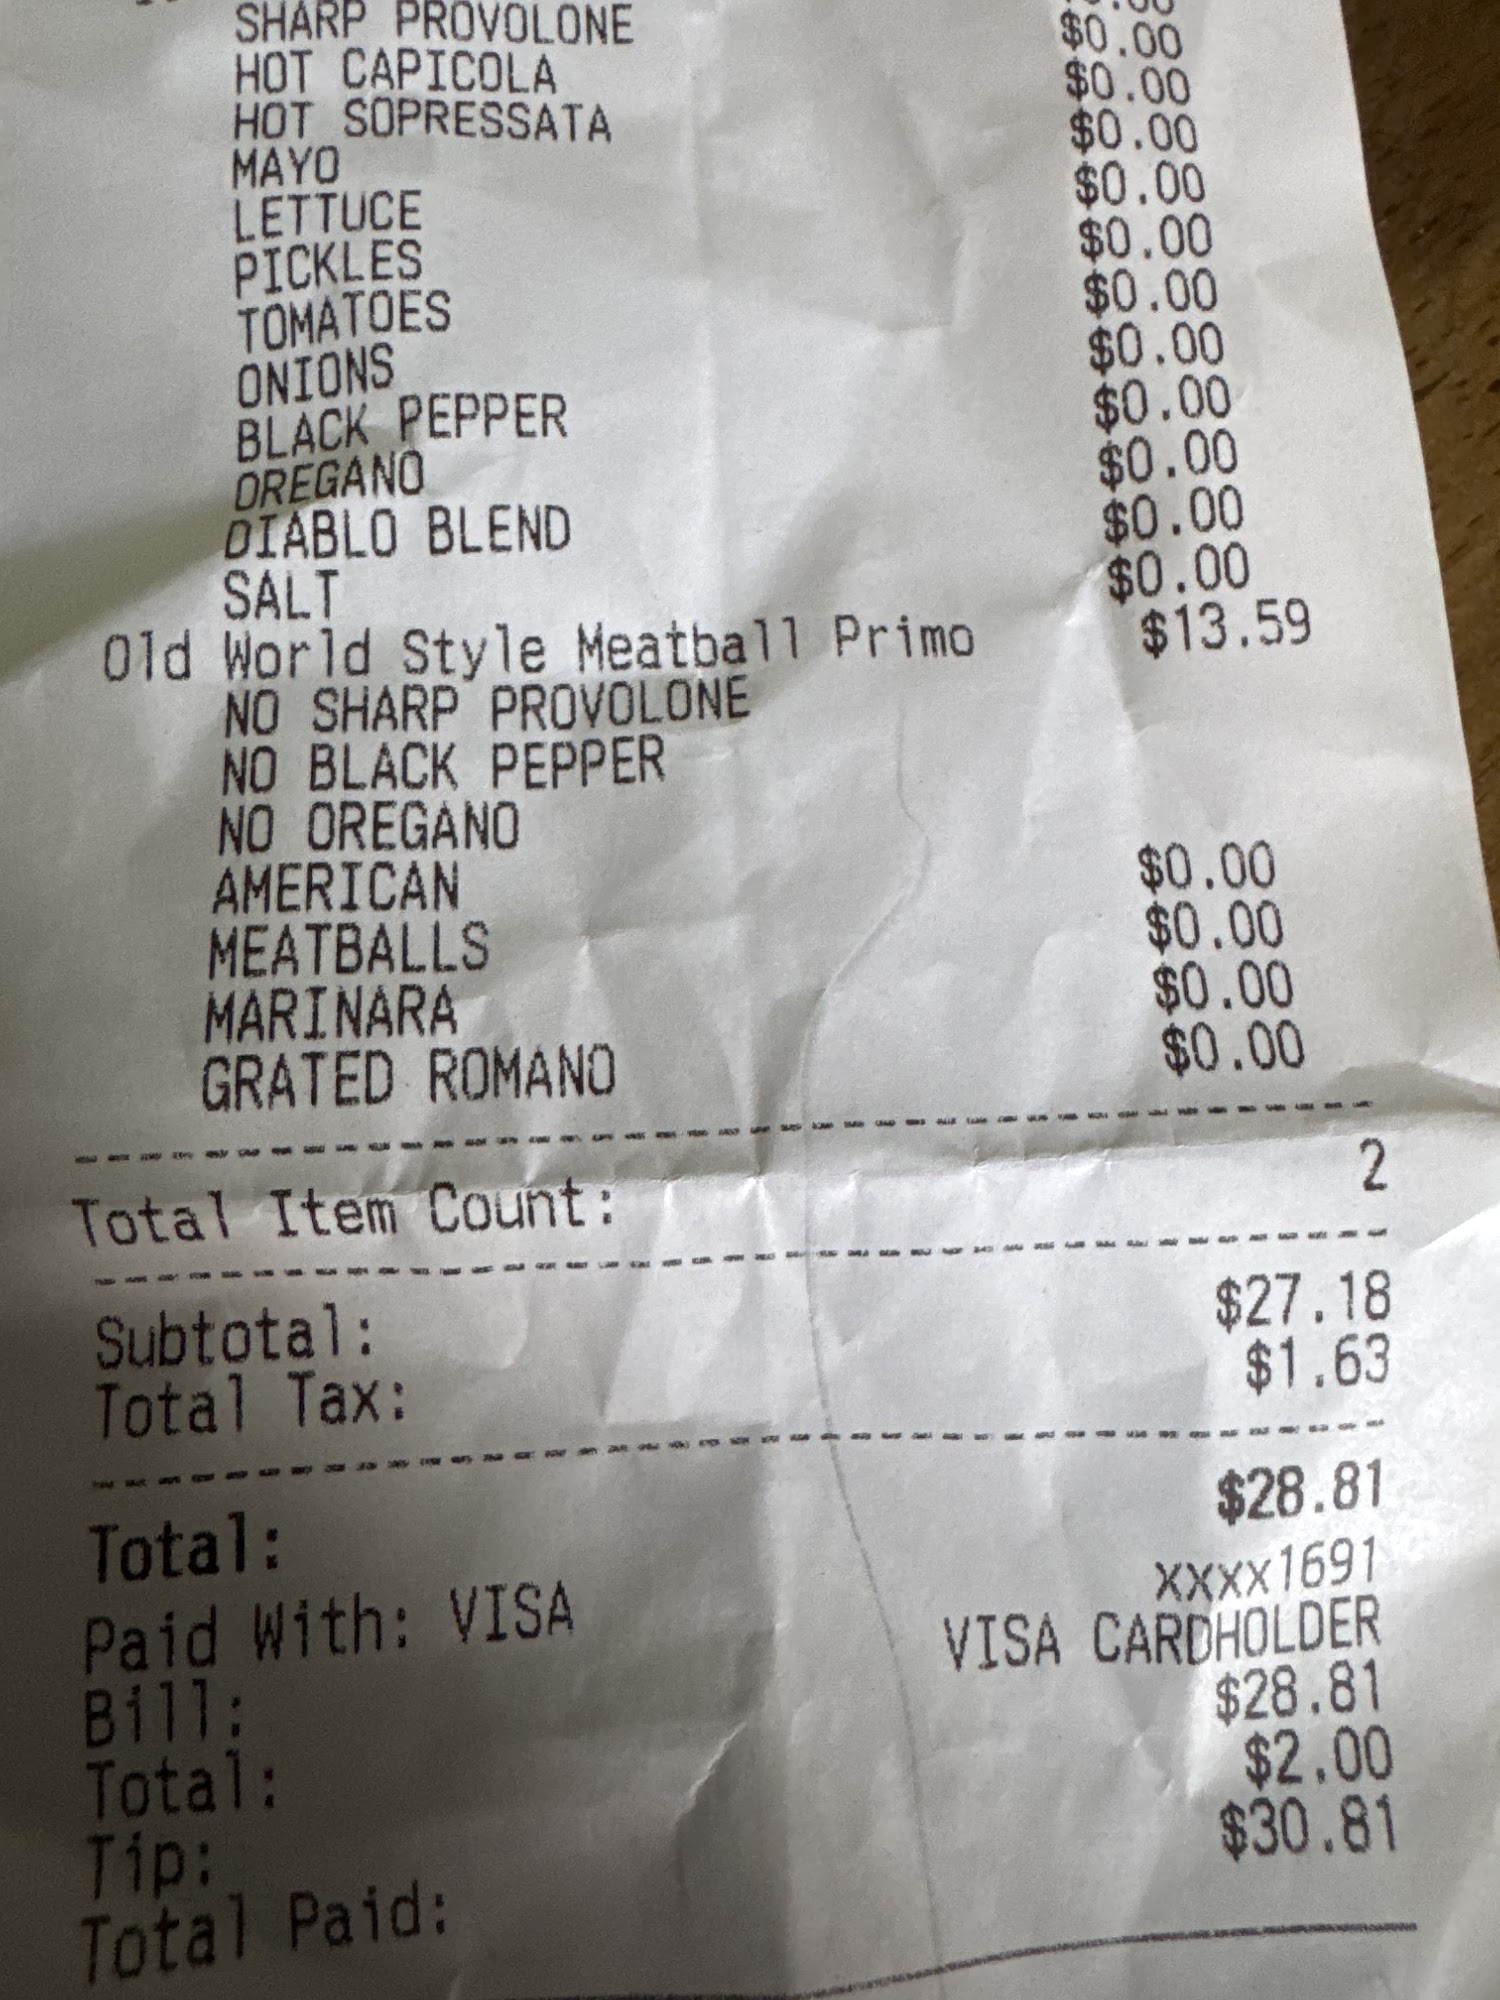 SHARP PROVOLONE $0.00
HOT CAPICOLA $0.00
HOT SOPRESSATA $0.00
MAYO $0.00
LETTUCE $0.00
PICKLES $0.00
TOMATOES $0.00
ONIONS $0.00
BLACK PEPPER $0.00
OREGANO $0.00
DIABLO BLEND $0.00
SALT $0.00
Old World Style Meatball Primo $13.59
NO SHARP PROVOLONE
NO BLACK PEPPER
NO OREGANO
AMERICAN $0.00
MEATBALLS $0.00
MARINARA $0.00
GRATED ROMANO $0.00
Total Item Count: 2
Subtotal: $27.18
Total Tax: $1.63
Total: $28.81
Paid With: VISA xxxx1691
Bill: VISA CARDHOLDER
Total: $28.81
Tip: $2.00
Total Paid: $30.81